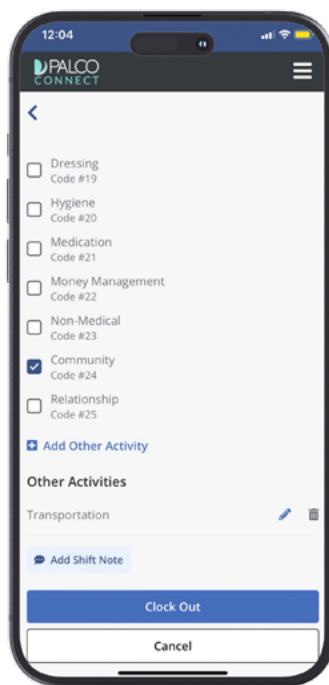 12:04
PALCO
CONNECT
Dressing
Code #19
Hygiene
Code #20
Medication
Code #21
Money Management
Code #22
Non-Medical
Code #23
Community
Code #24
Relationship
Code #25
Add Other Activity
Other Activities
Transportation
Add Shift Note
Clock Out
Cancel